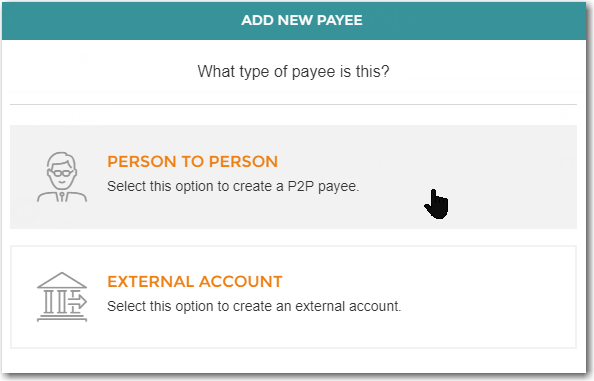 ADD NEW PAYEE
What type of payee is this?
PERSON TO PERSON
Select this option to create a P2P payee.
EXTERNAL ACCOUNT
Select this option to create an external account.